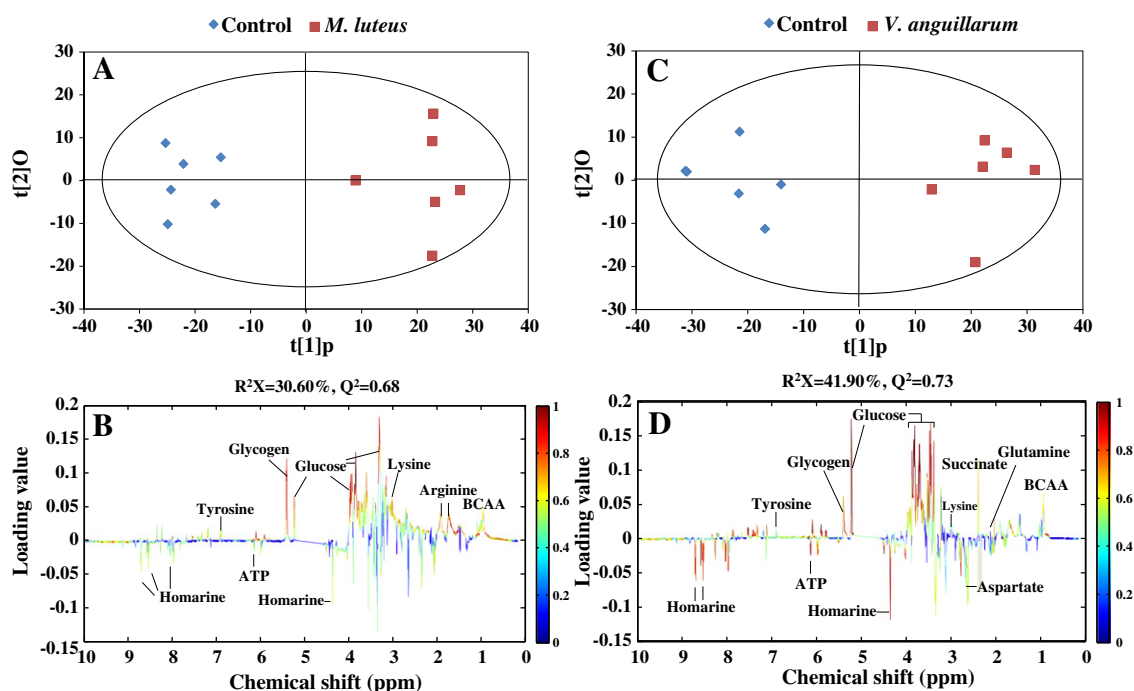 Control M. luteus
A
30
20
10
0
-10
-20
-30
t[2]O
-40 -30 -20 -10 0 10 20 30 40
t[1]p
Control V. anguillarum
C
30
20
10
0
-10
-20
-30
t[2]O
-40 -30 -20 -10 0 10 20 30 40
t[1]p
R²X=30.60%, Q²=0.68
B
0.2
0.15
0.1
0.05
0
-0.05
-0.1
-0.15
Loading value
Glycogen
Glucose
Lysine
Arginine
BCAA
Tyrosine
ATP
Homarine
Homarine
10 9 8 7 6 5 4 3 2 1 0
Chemical shift (ppm)
1
0.8
0.6
0.4
0.2
0
R²X=41.90%, Q²=0.73
D
0.2
0.15
0.1
0.05
0
-0.05
-0.1
-0.15
Loading value
Glucose
Glycogen
Succinate
Glutamine
BCAA
Tyrosine
Lysine
ATP
Aspartate
Homarine
Homarine
10 9 8 7 6 5 4 3 2 1 0
Chemical shift (ppm)
1
0.8
0.6
0.4
0.2
0